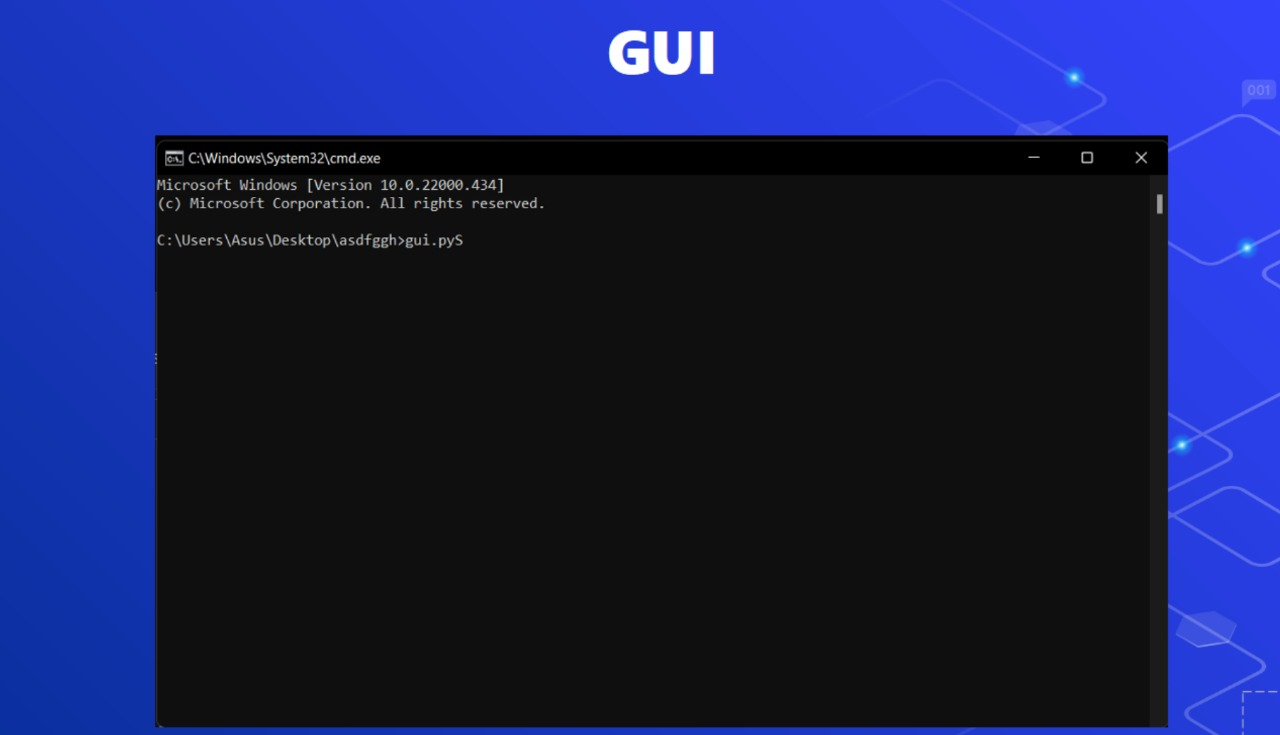 GUI
001
C:\Windows\System32\cmd.exe
Microsoft Windows [Version 10.0.22000.434]
(c) Microsoft Corporation. All rights reserved.
C:\Users\Asus\Desktop\asdfggh>gui.pyS